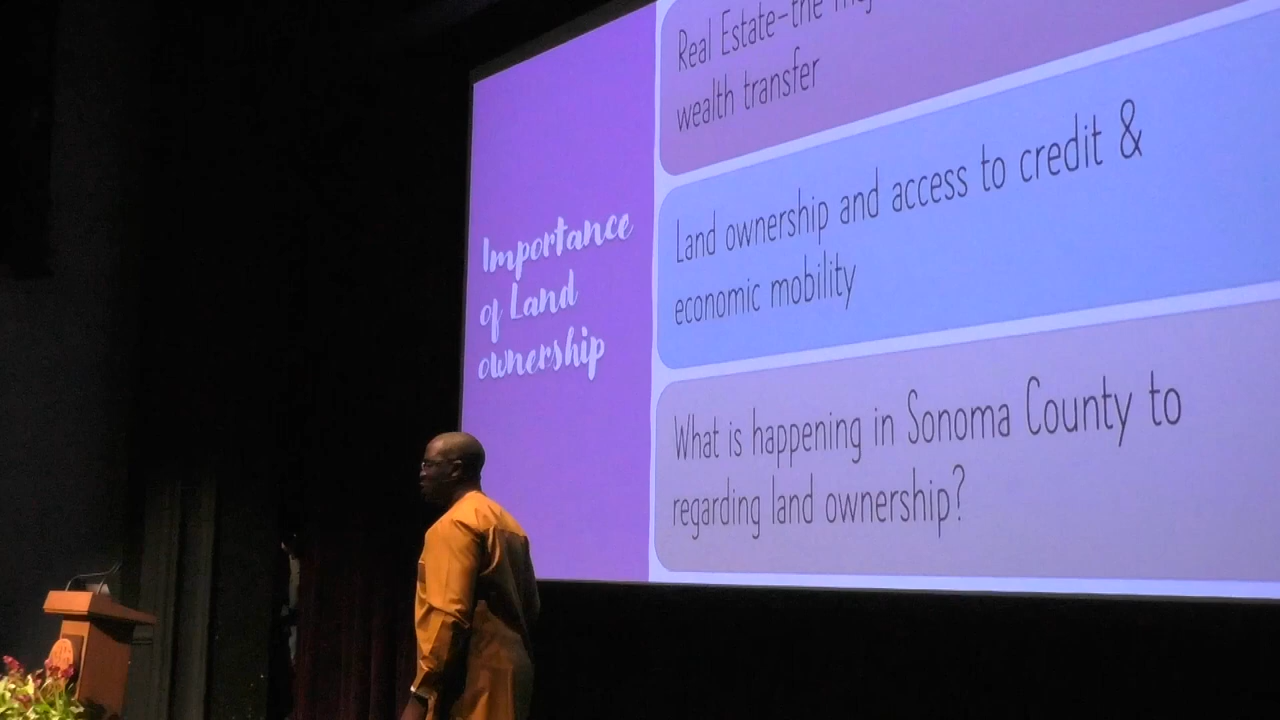 Importance
of Land
ownership
Real Estate-the
wealth transfer
Land ownership and access to credit &
economic mobility
What is happening in Sonoma County to
regarding land ownership?